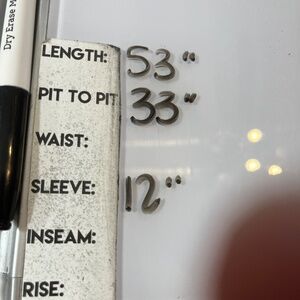 Dry Erase M
LENGTH: 53"
PIT TO PIT 33"
WAIST:
SLEEVE: 12"
INSEAM:
RISE: